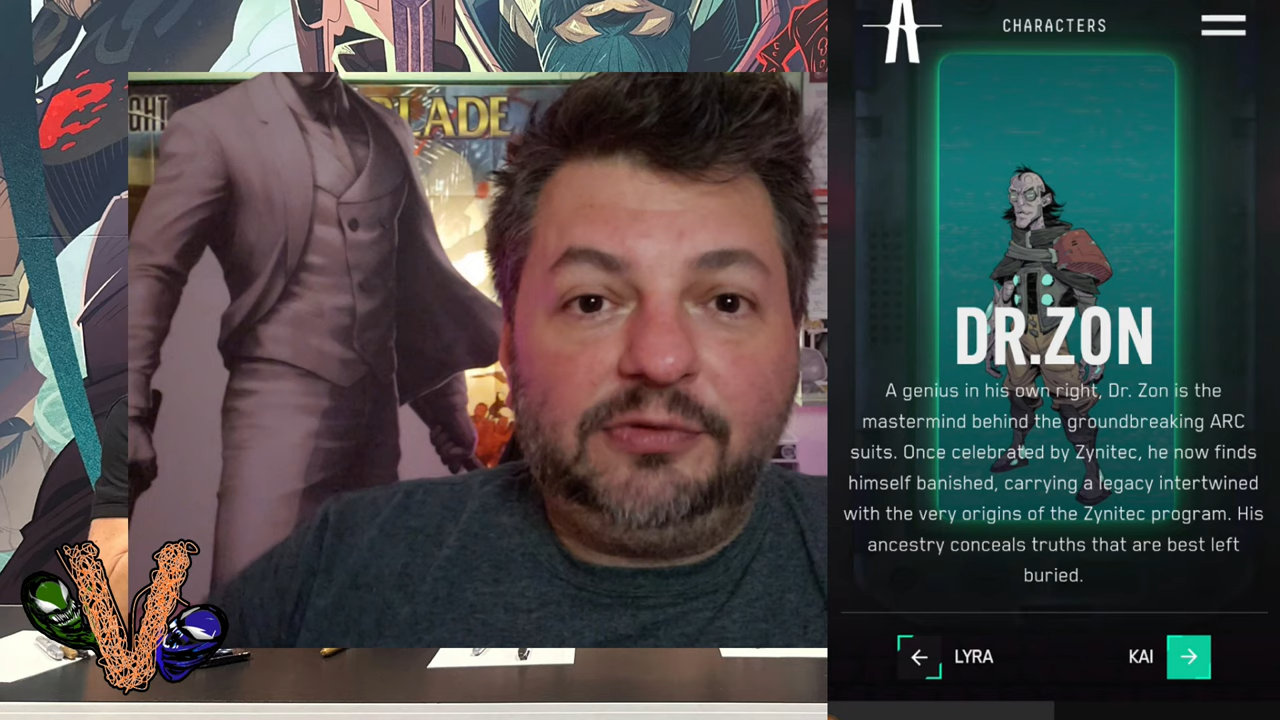 GHT
LADE
CHARACTERS
DR.ZON
A genius in his own right, Dr. Zon is the
mastermind behind the groundbreaking ARC
suits. Once celebrated by Zynitec, he now finds
himself banished, carrying a legacy intertwined
with the very origins of the Zynitec program. His
ancestry conceals truths that are best left
buried.
LYRA
KAI